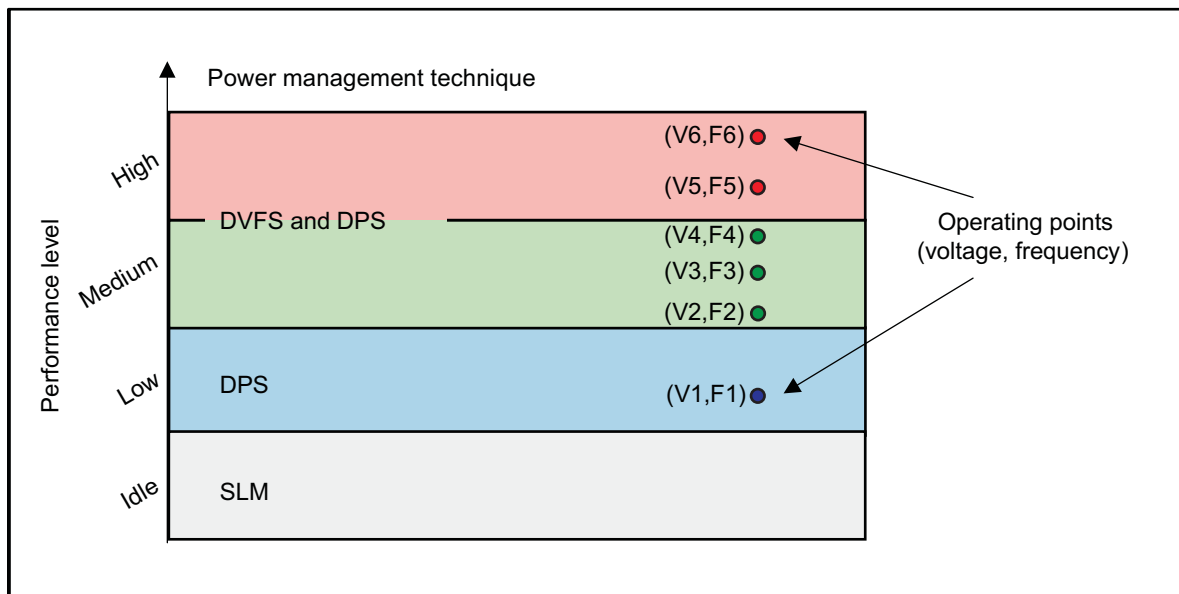 Power management technique
High
(V6,F6)
(V5,F5)
DVFS and DPS
Operating points
(voltage, frequency)
Medium
(V4,F4)
(V3,F3)
(V2,F2)
Performance level
Low
DPS
(V1,F1)
Idle
SLM